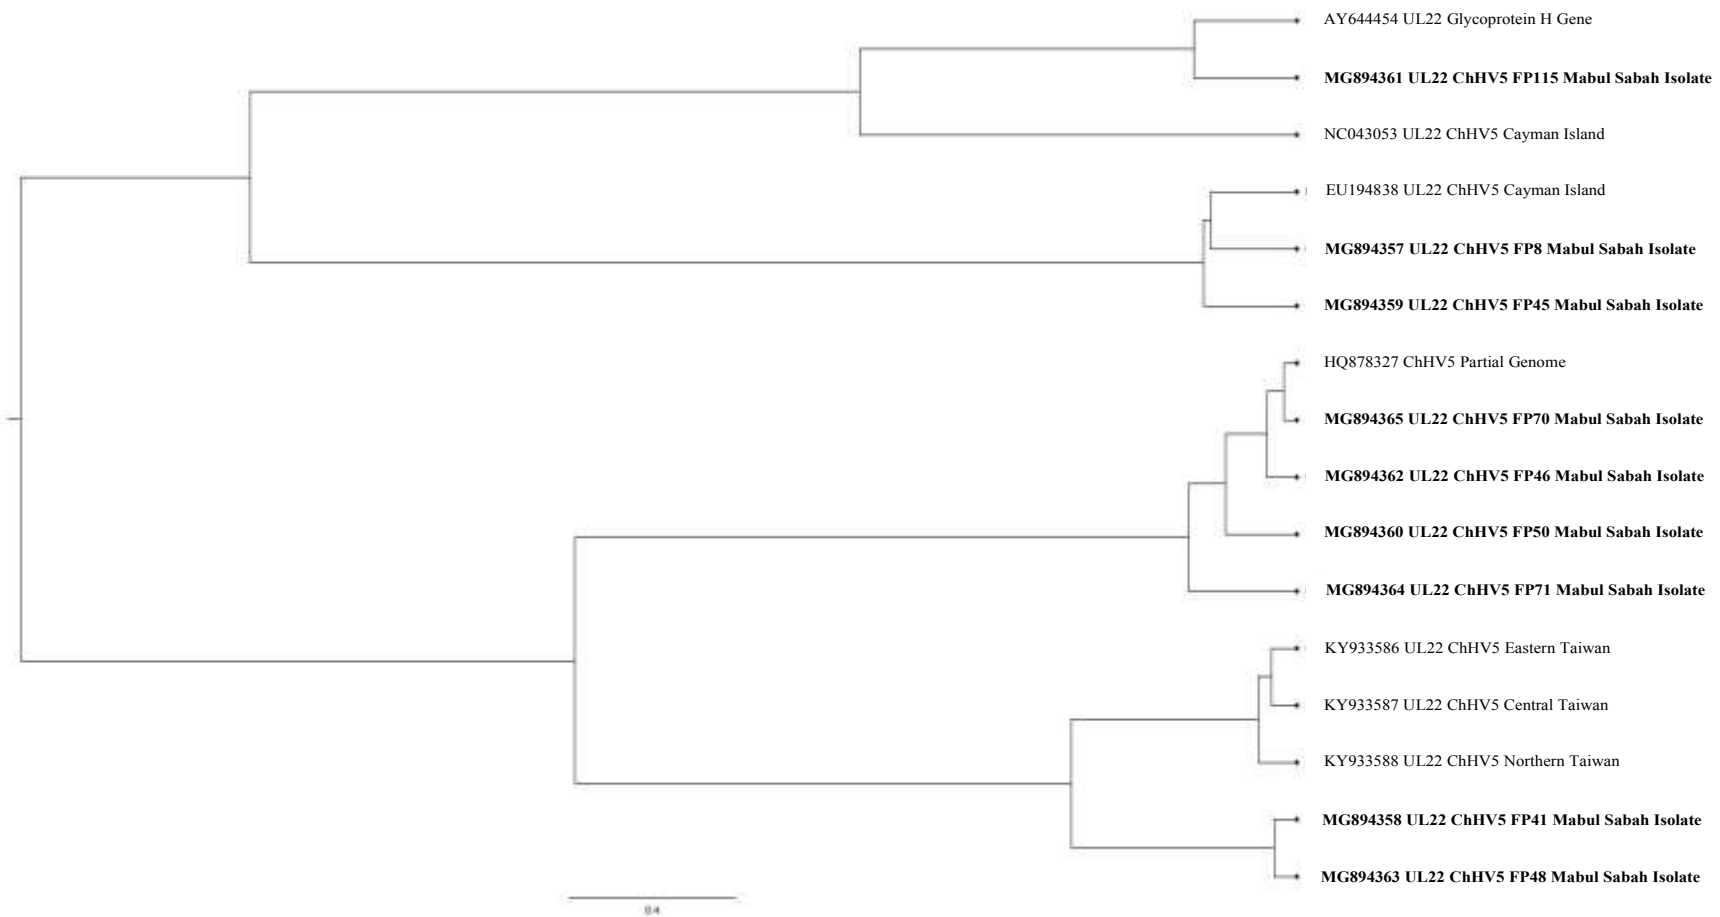 AY644454 UL22 Glycoprotein H Gene
MG894361 UL22 ChHV5 FP115 Mabul Sabah Isolate
NC043053 UL22 ChHV5 Cayman Island
EU194838 UL22 ChHV5 Cayman Island
MG894357 UL22 ChHV5 FP8 Mabul Sabah Isolate
MG894359 UL22 ChHV5 FP45 Mabul Sabah Isolate
HQ878327 ChHV5 Partial Genome
MG894365 UL22 ChHV5 FP70 Mabul Sabah Isolate
MG894362 UL22 ChHV5 FP46 Mabul Sabah Isolate
MG894360 UL22 ChHV5 FP50 Mabul Sabah Isolate
MG894364 UL22 ChHV5 FP71 Mabul Sabah Isolate
KY933586 UL22 ChHV5 Eastern Taiwan
KY933587 UL22 ChHV5 Central Taiwan
KY933588 UL22 ChHV5 Northern Taiwan
MG894358 UL22 ChHV5 FP41 Mabul Sabah Isolate
MG894363 UL22 ChHV5 FP48 Mabul Sabah Isolate
0.4